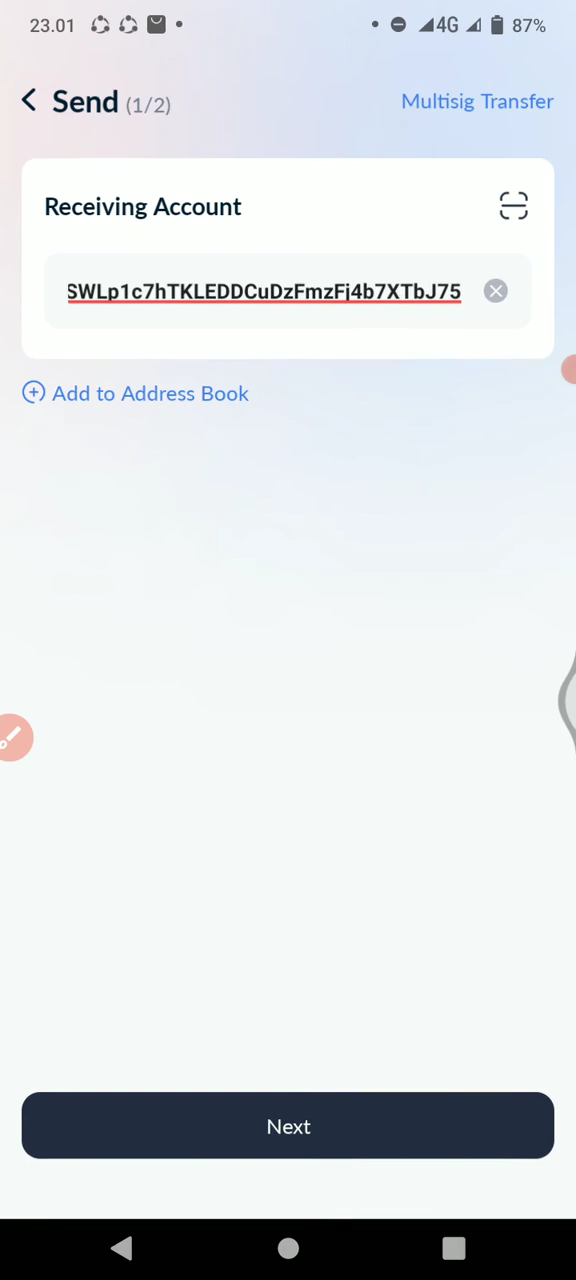 23.01
4G
87%
Send (1/2)
Multisig Transfer
Receiving Account
SWLp1c7hTKLEDDCuDzFmzFj4b7XTbJ75
Add to Address Book
Next